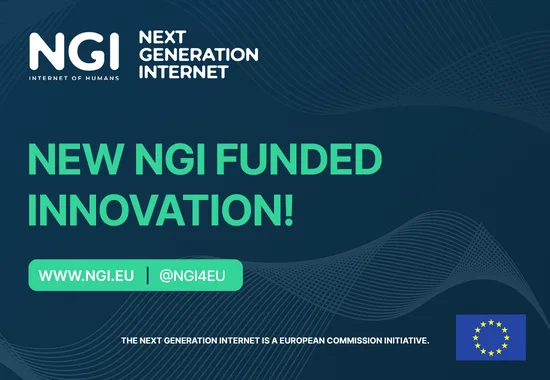 NGI
INTERNET OF HUMANS
NEXT
GENERATION
INTERNET
NEW NGI FUNDED
INNOVATION!
WWW.NGI.EU | @NGI4EU
THE NEXT GENERATION INTERNET IS A EUROPEAN COMMISSION INITIATIVE.